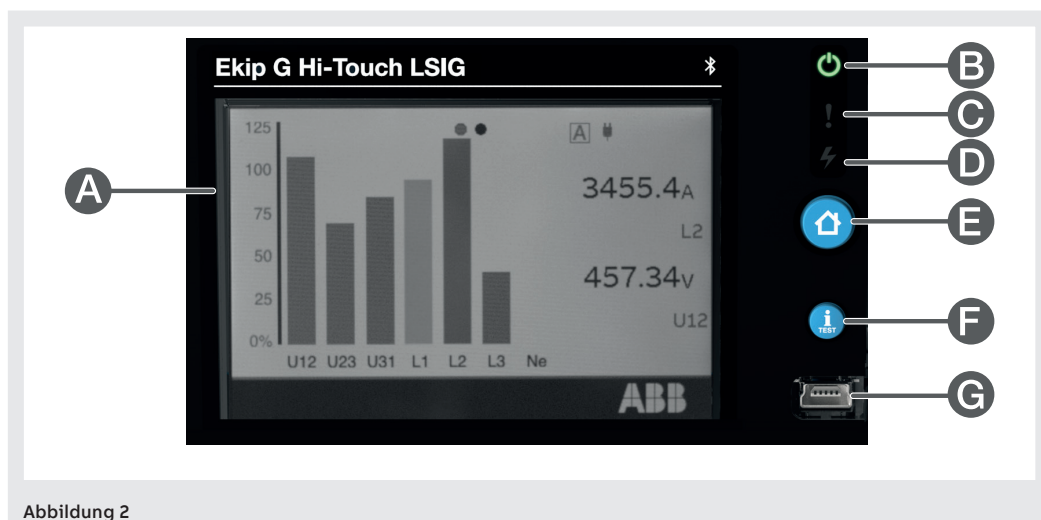 Ekip G Hi-Touch LSIG
125
100
75
50
25
0%
U12 U23 U31 L1 L2 L3 Ne
A
3455.4A
L2
457.34V
U12
ABB
i
TEST
A
B
C
D
E
F
G
Abbildung 2